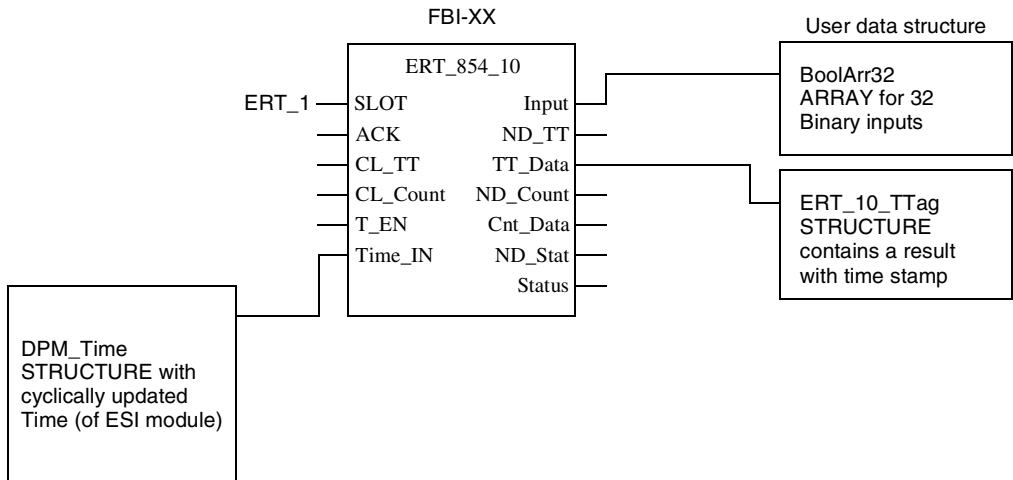 FBI-XX
User data structure
ERT_854_10
ERT_1
SLOT
ACK
CL_TT
CL_Count
T_EN
Time_IN
Input
ND_TT
TT_Data
ND_Count
Cnt_Data
ND_Stat
Status
BoolArr32
ARRAY for 32
Binary inputs
ERT_10_TTag
STRUCTURE
contains a result
with time stamp
DPM_Time
STRUCTURE with
cyclically updated
Time (of ESI module)